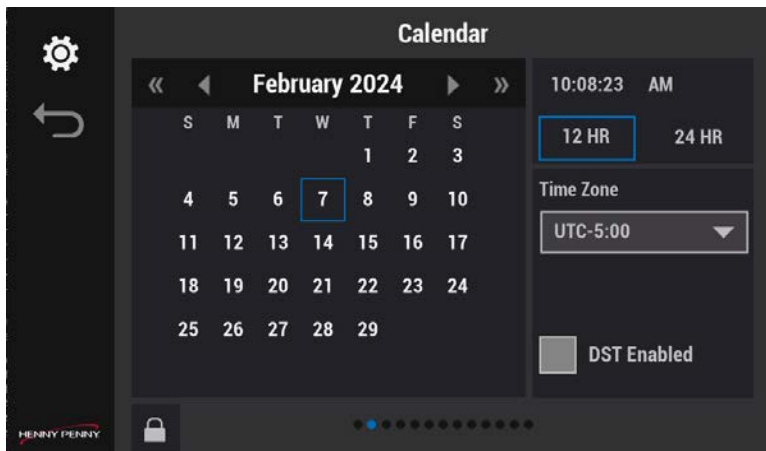 Calendar
« February 2024 »
S M T W T F S
1 2 3
4 5 6 7 8 9 10
11 12 13 14 15 16 17
18 19 20 21 22 23 24
25 26 27 28 29
10:08:23 AM
12 HR 24 HR
Time Zone
UTC-5:00
DST Enabled
HENNY PENNY